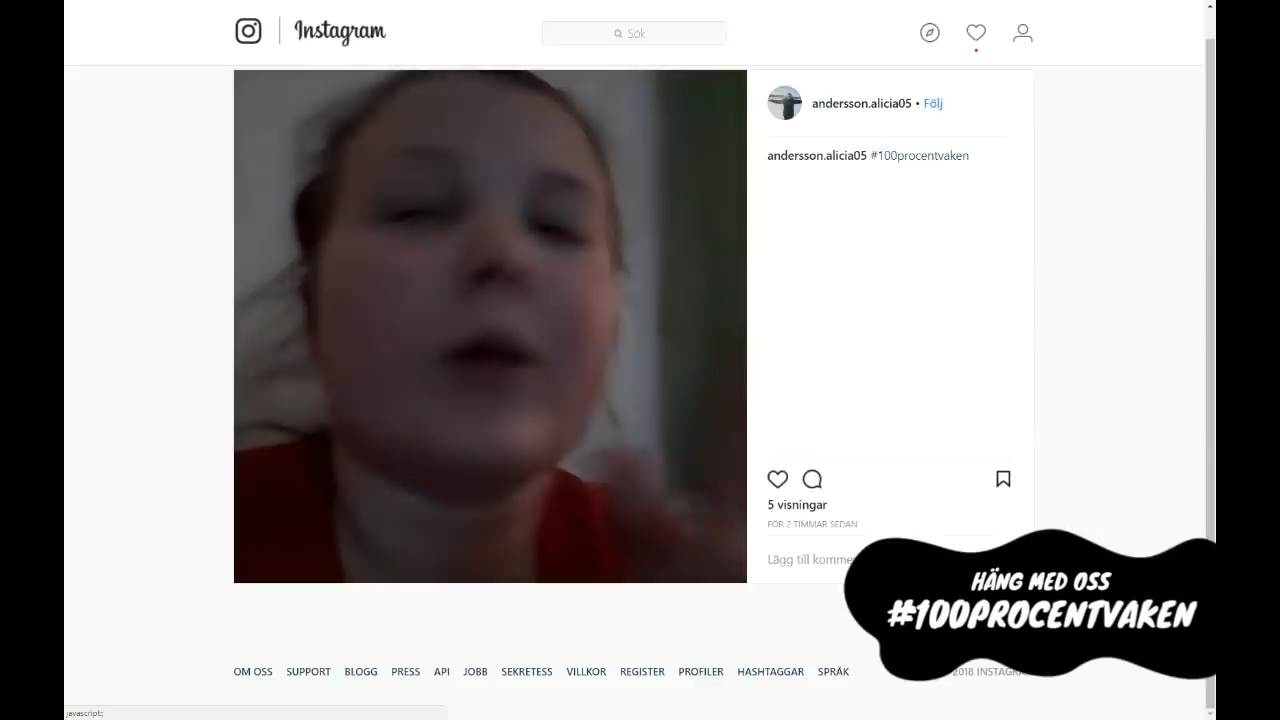 Instagram
Sök
andersson.alicia05 • Följ
andersson.alicia05 #100procentvaken
5 visningar
FÖR 2 TIMMAR SEDAN
Lägg till komme
HÄNG MED OSS
#100PROCENTVAKEN
OM OSS SUPPORT BLOGG PRESS API JOBB SEKRETESS VILLKOR REGISTER PROFILER HASHTAGGAR SPRÅK
2018 INSTAGRAM
javascript: